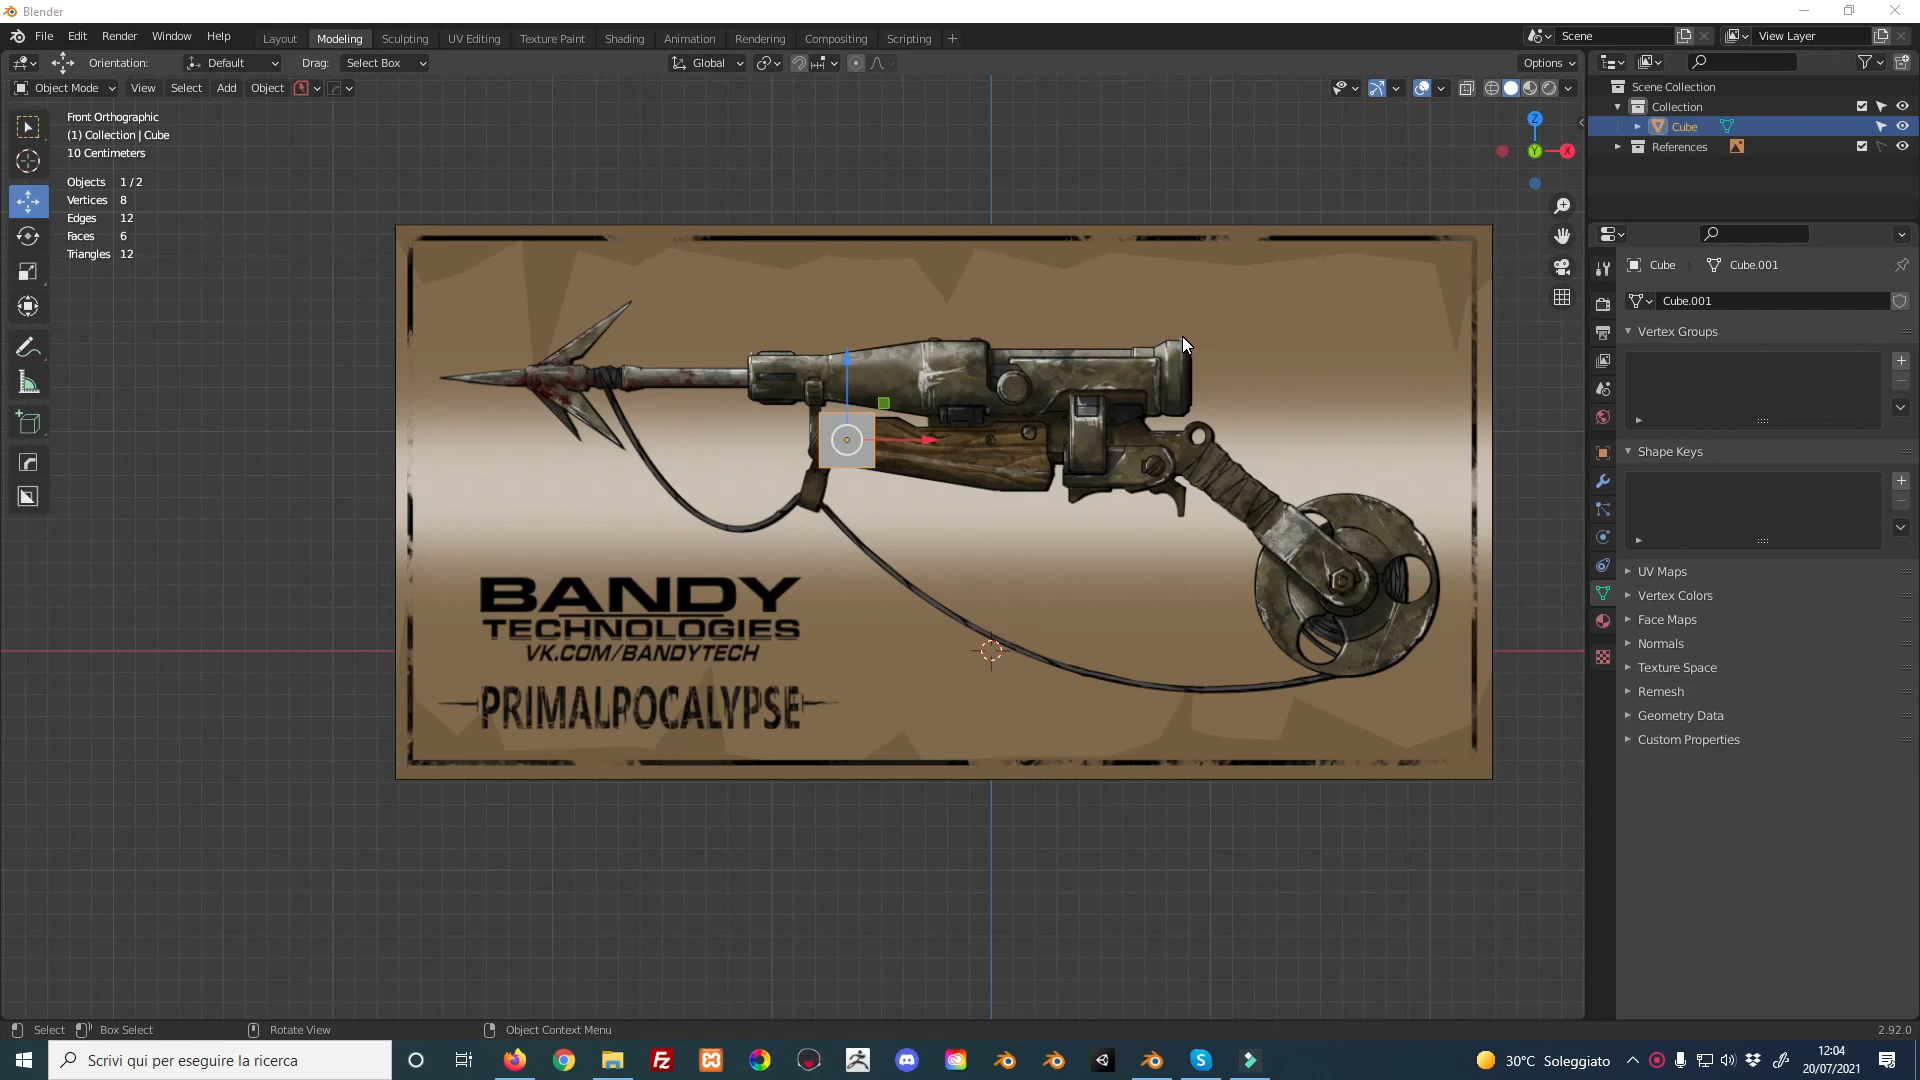 Blender
File Edit Render Window Help
Layout Modeling Sculpting UV Editing Texture Paint Shading Animation Rendering Compositing Scripting
Scene
View Layer
Orientation: Default Drag: Select Box
Global
Options
Object Mode View Select Add Object
Front Orthographic
(1) Collection | Cube
10 Centimeters
Objects 1 / 2
Vertices 8
Edges 12
Faces 6
Triangles 12
Z
Y
X
BANDY
TECHNOLOGIES
VK.COM/BANDYTECH
PRIMALPOCALYPSE
Scene Collection
Collection
Cube
References
Cube Cube.001
Cube.001
Vertex Groups
Shape Keys
UV Maps
Vertex Colors
Face Maps
Normals
Texture Space
Remesh
Geometry Data
Custom Properties
Select Box Select Rotate View Object Context Menu
2.92.0
Scrivi qui per eseguire la ricerca
30°C Soleggiato
12:04
20/07/2021